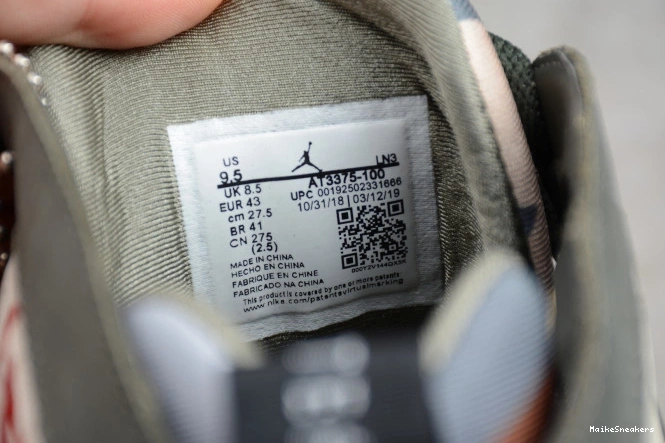 US
9.5
LN3
UK 8.5
AT3375-100
EUR 43
UPC 00192502331666
cm 27.5
10/31/18 | 03/12/19
BR 41
CN 275
(2.5)
MADE IN CHINA
HECHO EN CHINA
FABRIQUE EN CHINE
FABRICADO NA CHINA
This product is covered by one or more patents.
www.nike.com/patentsvirtualmarking
MaikeSneakers